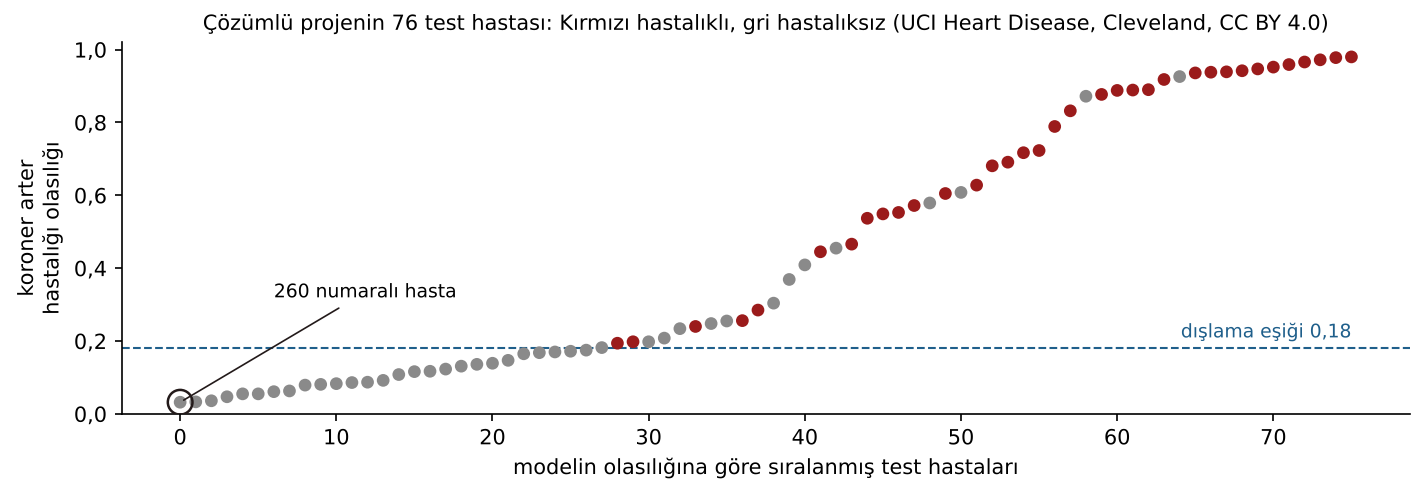 Çözümlü projenin 76 test hastası: Kırmızı hastalıklı, gri hastalıksız (UCI Heart Disease, Cleveland, CC BY 4.0)
koroner arter
hastalığı olasılığı
1,0
0,8
0,6
0,4
0,2
0,0
260 numaralı hasta
dışlama eşiği 0,18
0
10
20
30
40
50
60
70
modelin olasılığına göre sıralanmış test hastaları